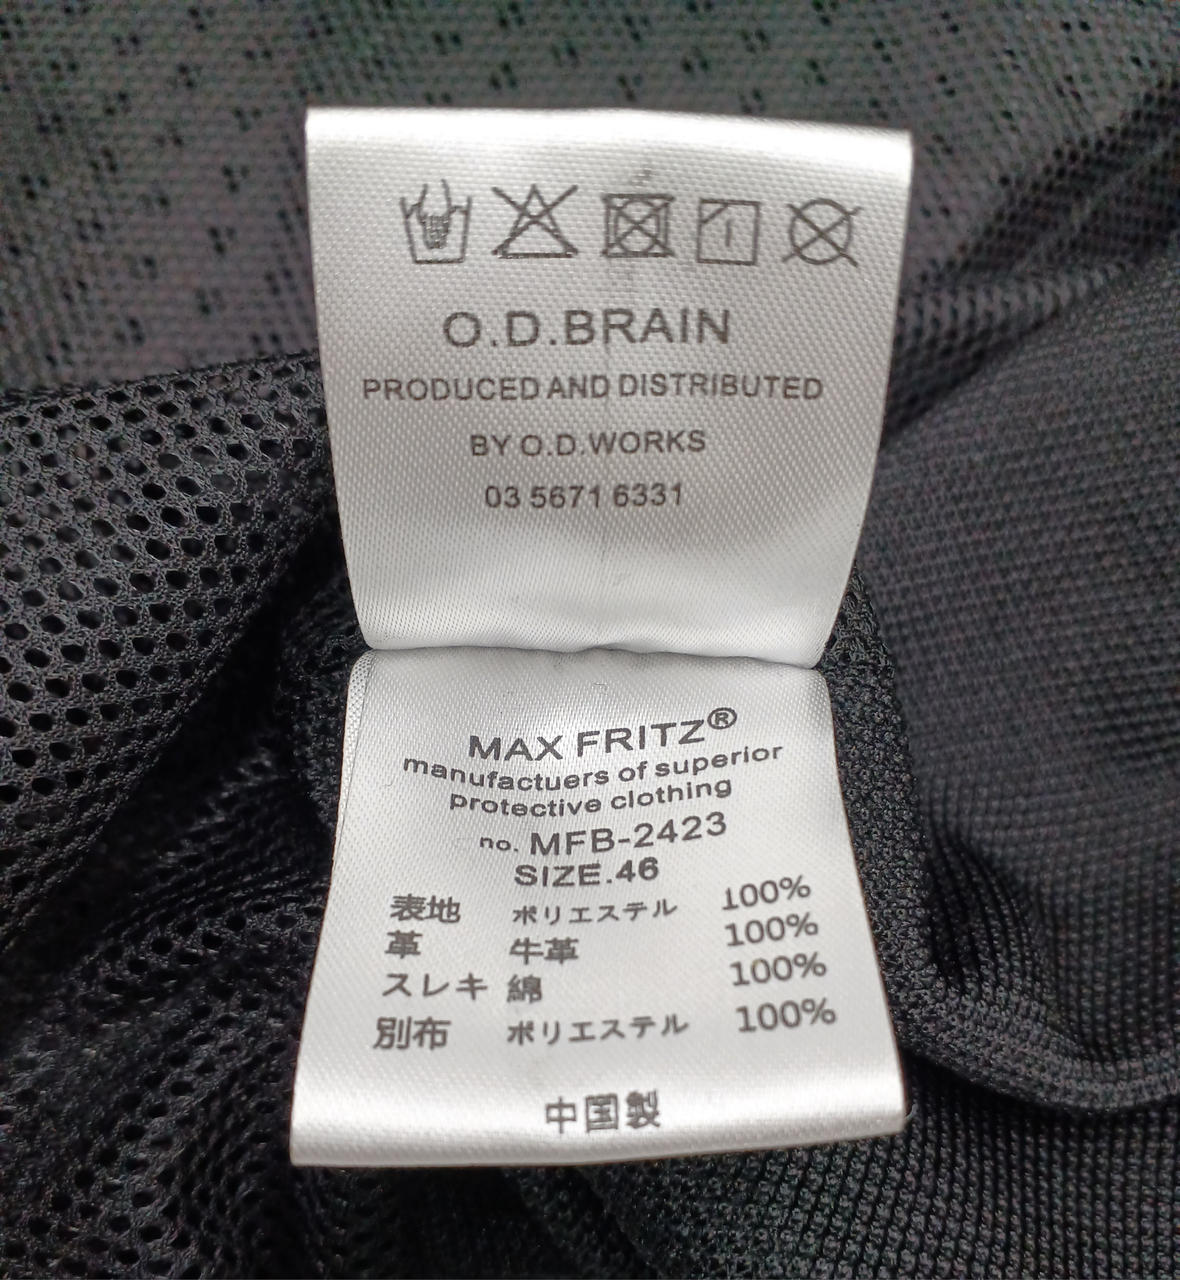 O.D.BRAIN
PRODUCED AND DISTRIBUTED
BY O.D.WORKS
03 5671 6331
MAX FRITZ®
manufactuers of superior
protective clothing
no. MFB-2423
SIZE.46
表地 ポリエステル 100%
革 牛革 100%
スレキ 綿 100%
別布 ポリエステル 100%
中国製